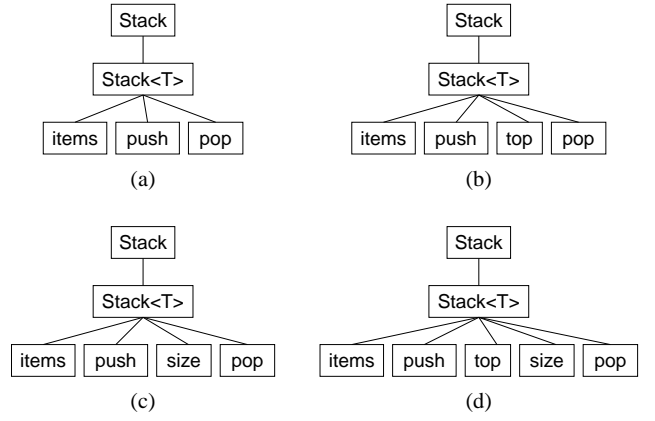 Stack Stack
Stack<T> Stack<T>
items push pop items push top pop
(a) (b)
Stack Stack
Stack<T> Stack<T>
items push size pop items push top size pop
(c) (d)